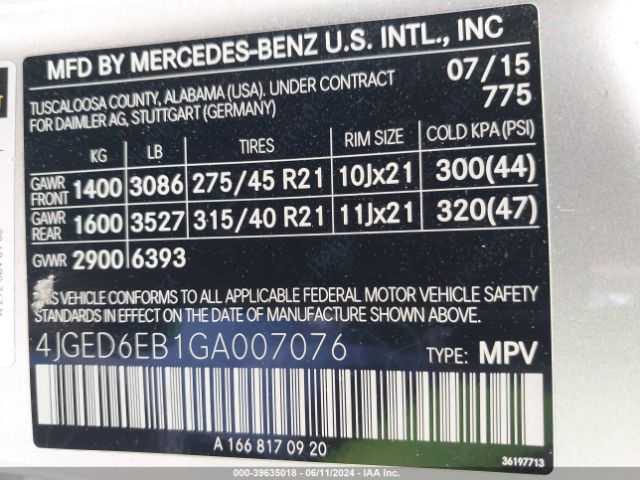 MFD BY MERCEDES-BENZ U.S. INTL., INC
TUSCALOOSA COUNTY, ALABAMA (USA). UNDER CONTRACT 07/15
FOR DAIMLER AG, STUTTGART (GERMANY) 775
KG LB TIRES RIM SIZE COLD KPA(PSI)
GAWR FRONT 1400 3086 275/45 R21 10Jx21 300(44)
GAWR REAR 1600 3527 315/40 R21 11Jx21 320(47)
GVWR 2900 6393
THIS VEHICLE CONFORMS TO ALL APPLICABLE FEDERAL MOTOR VEHICLE SAFETY
STANDARDS IN EFFECT ON THE DATE OF MANUFACTURE SHOWN ABOVE.
4JGED6EB1GA007076 TYPE: MPV
A 166 817 09 20
36197713
000-39635018 - 06/11/2024 - IAA Inc.